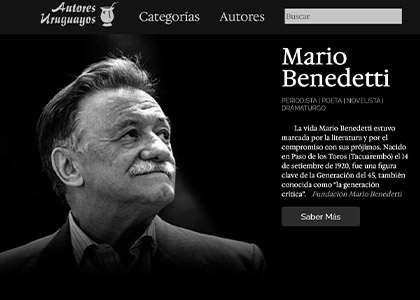 Autores
Uruguayos
Categorías
Autores
Buscar
Mario
Benedetti
PERIODISTA | POETA | NOVELISTA |
DRAMATURGO
La vida Mario Benedetti estuvo
marcada por la literatura y por el
compromiso con sus prójimos. Nacido
en Paso de los Toros (Tacuarembó) el 14
de setiembre de 1920, fue una figura
clave de la Generación del 45, también
conocida como "la generación
crítica". Fundación Mario Benedetti
Saber Más